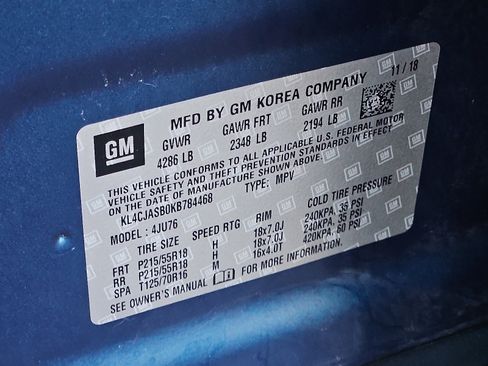 MFD BY GM KOREA COMPANY 11/18
GM
GVWR GAWR FRT GAWR RR
4286 LB 2348 LB 2194 LB
THIS VEHICLE CONFORMS TO ALL APPLICABLE U.S. FEDERAL MOTOR
VEHICLE SAFETY AND THEFT PREVENTION STANDARDS IN EFFECT
ON THE DATE OF MANUFACTURE SHOWN ABOVE.
KL4CJASB0KB784468 TYPE: MPV
MODEL: 4JU76
TIRE SIZE SPEED RTG RIM COLD TIRE PRESSURE
FRT P215/55R18 H 18x7.0J 240KPA, 35 PSI
RR P215/55R18 H 18x7.0J 240KPA, 35 PSI
SPA T125/70R16 M 16x4.0T 420KPA, 60 PSI
SEE OWNER'S MANUAL FOR MORE INFORMATION.